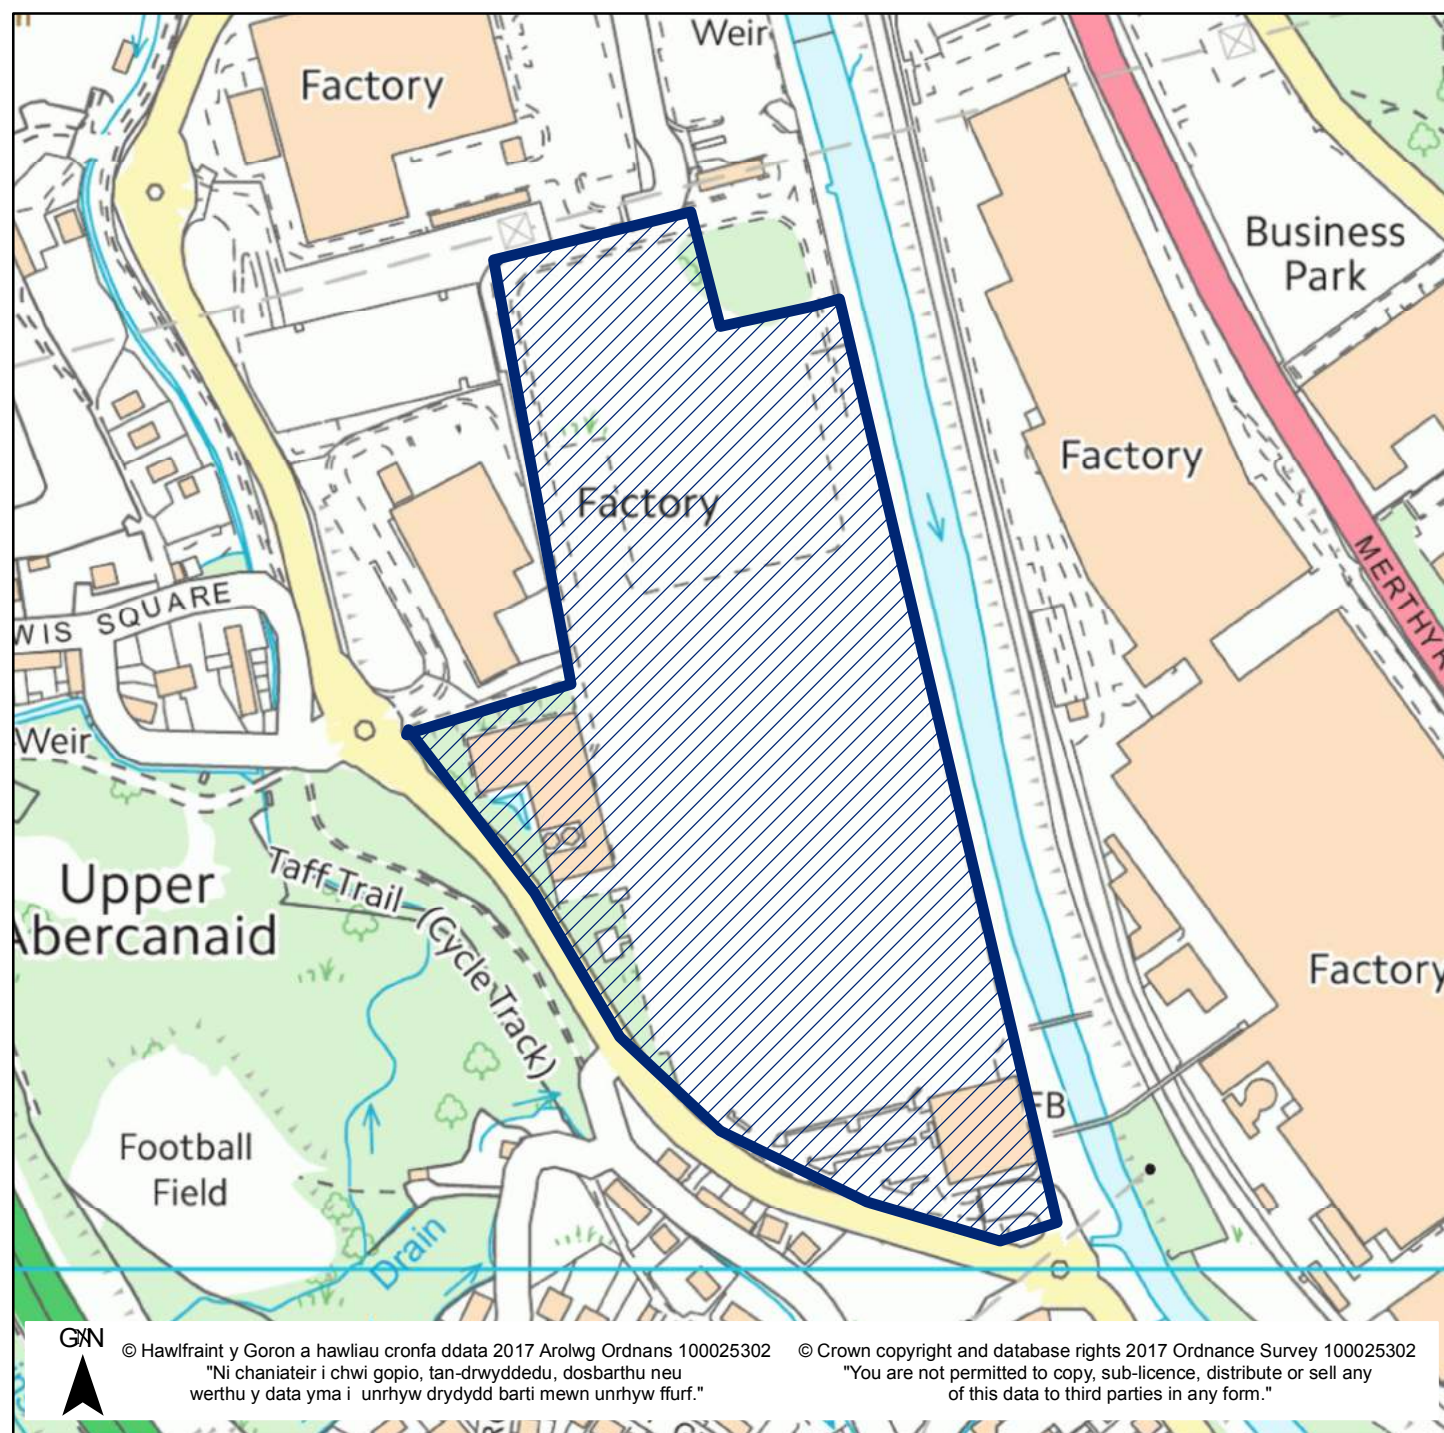 Weir
Factory
Business
Park
Factory
Factory
WIS SQUARE
MERTHYR
Weir
Upper
Abercanaid
Taff Trail (Cycle Track)
Factory
FB
Football
Field
Drain
G/N
© Hawlfraint y Goron a hawliau cronfa ddata 2017 Arolwg Ordnans 100025302
"Ni chaniateir i chwi gopio, tan-drwyddedu, dosbarthu neu
werthu y data yma i unrhyw drydydd barti mewn unrhyw ffurf."
© Crown copyright and database rights 2017 Ordnance Survey 100025302
"You are not permitted to copy, sub-licence, distribute or sell any
of this data to third parties in any form."